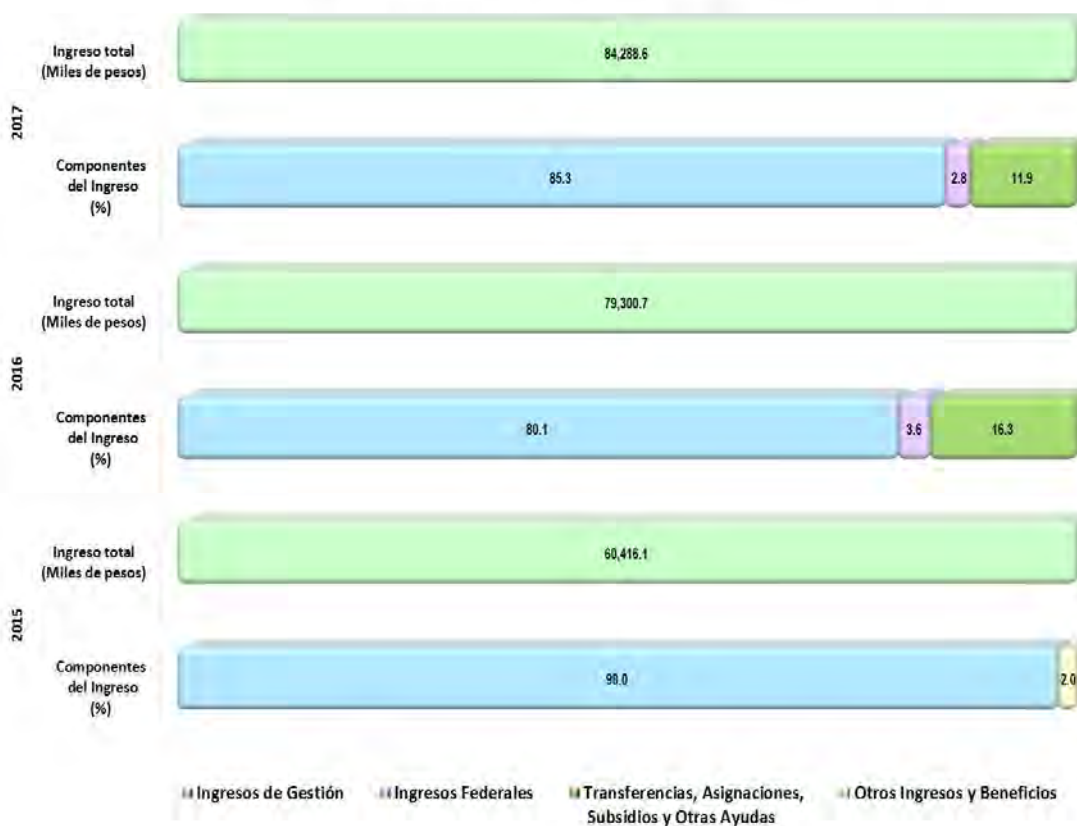 2017
Ingreso total
(Miles de pesos)
84,288.6
Componentes
del Ingreso
(%)
85.3
2.8
11.9
2016
Ingreso total
(Miles de pesos)
79,300.7
Componentes
del Ingreso
(%)
80.1
3.6
16.3
2015
Ingreso total
(Miles de pesos)
60,416.1
Componentes
del Ingreso
(%)
98.0
2.0
Ingresos de Gestión
Ingresos Federales
Transferencias, Asignaciones,
Subsidios y Otras Ayudas
Otros Ingresos y Beneficios